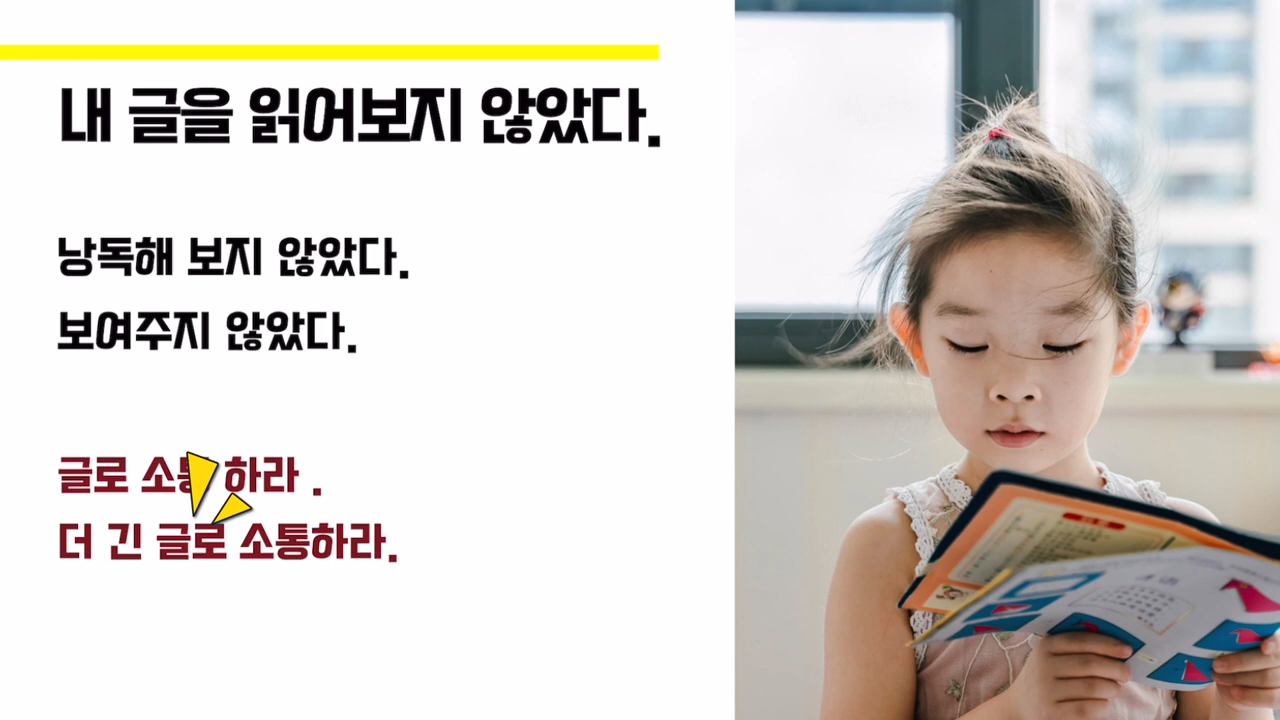 내 글을 읽어보지 않았다.
낭독해 보지 않았다.
보여주지 않았다.
글로 소통하라 .
더 긴 글로 소통하라.